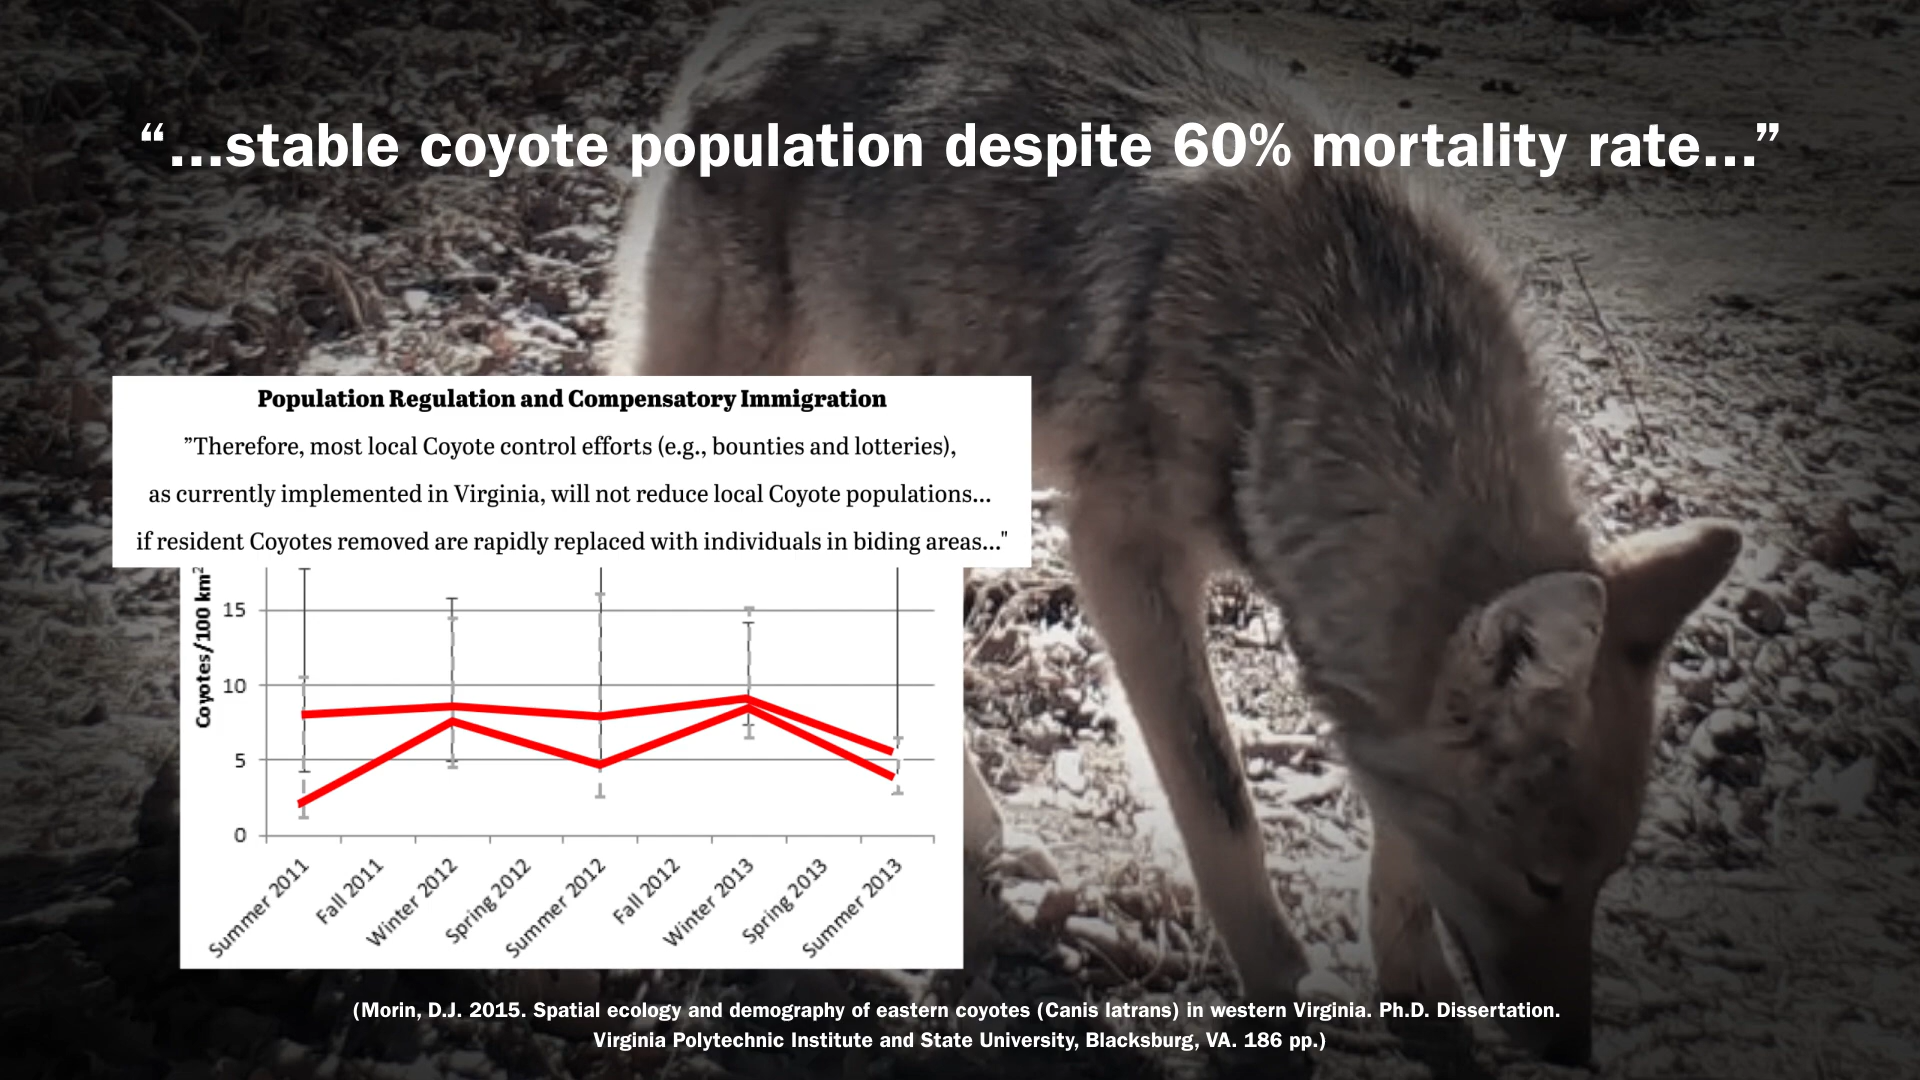 “...stable coyote population despite 60% mortality rate...”
Population Regulation and Compensatory Immigration
”Therefore, most local Coyote control efforts (e.g., bounties and lotteries),
as currently implemented in Virginia, will not reduce local Coyote populations...
if resident Coyotes removed are rapidly replaced with individuals in biding areas..."
Coyotes/100 km²
15
10
5
0
Summer 2011
Fall 2011
Winter 2012
Spring 2012
Summer 2012
Fall 2012
Winter 2013
Spring 2013
Summer 2013
(Morin, D.J. 2015. Spatial ecology and demography of eastern coyotes (Canis latrans) in western Virginia. Ph.D. Dissertation.
Virginia Polytechnic Institute and State University, Blacksburg, VA. 186 pp.)